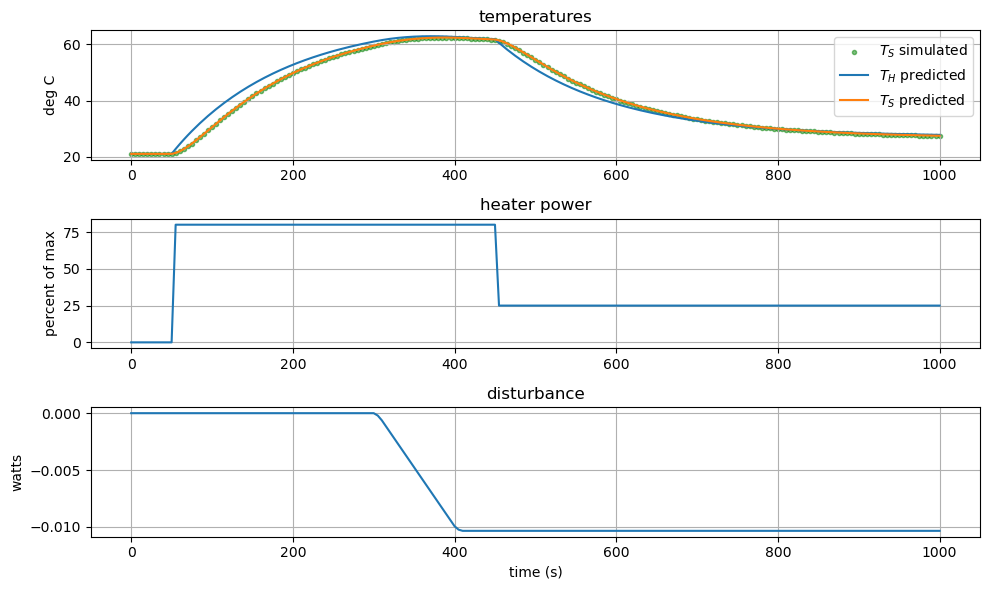 temperatures
deg C
60
40
20
T_S simulated
T_H predicted
T_S predicted
0
200
400
600
800
1000
heater power
percent of max
75
50
25
0
0
200
400
600
800
1000
disturbance
watts
0.000
−0.005
−0.010
0
200
400
600
800
1000
time (s)